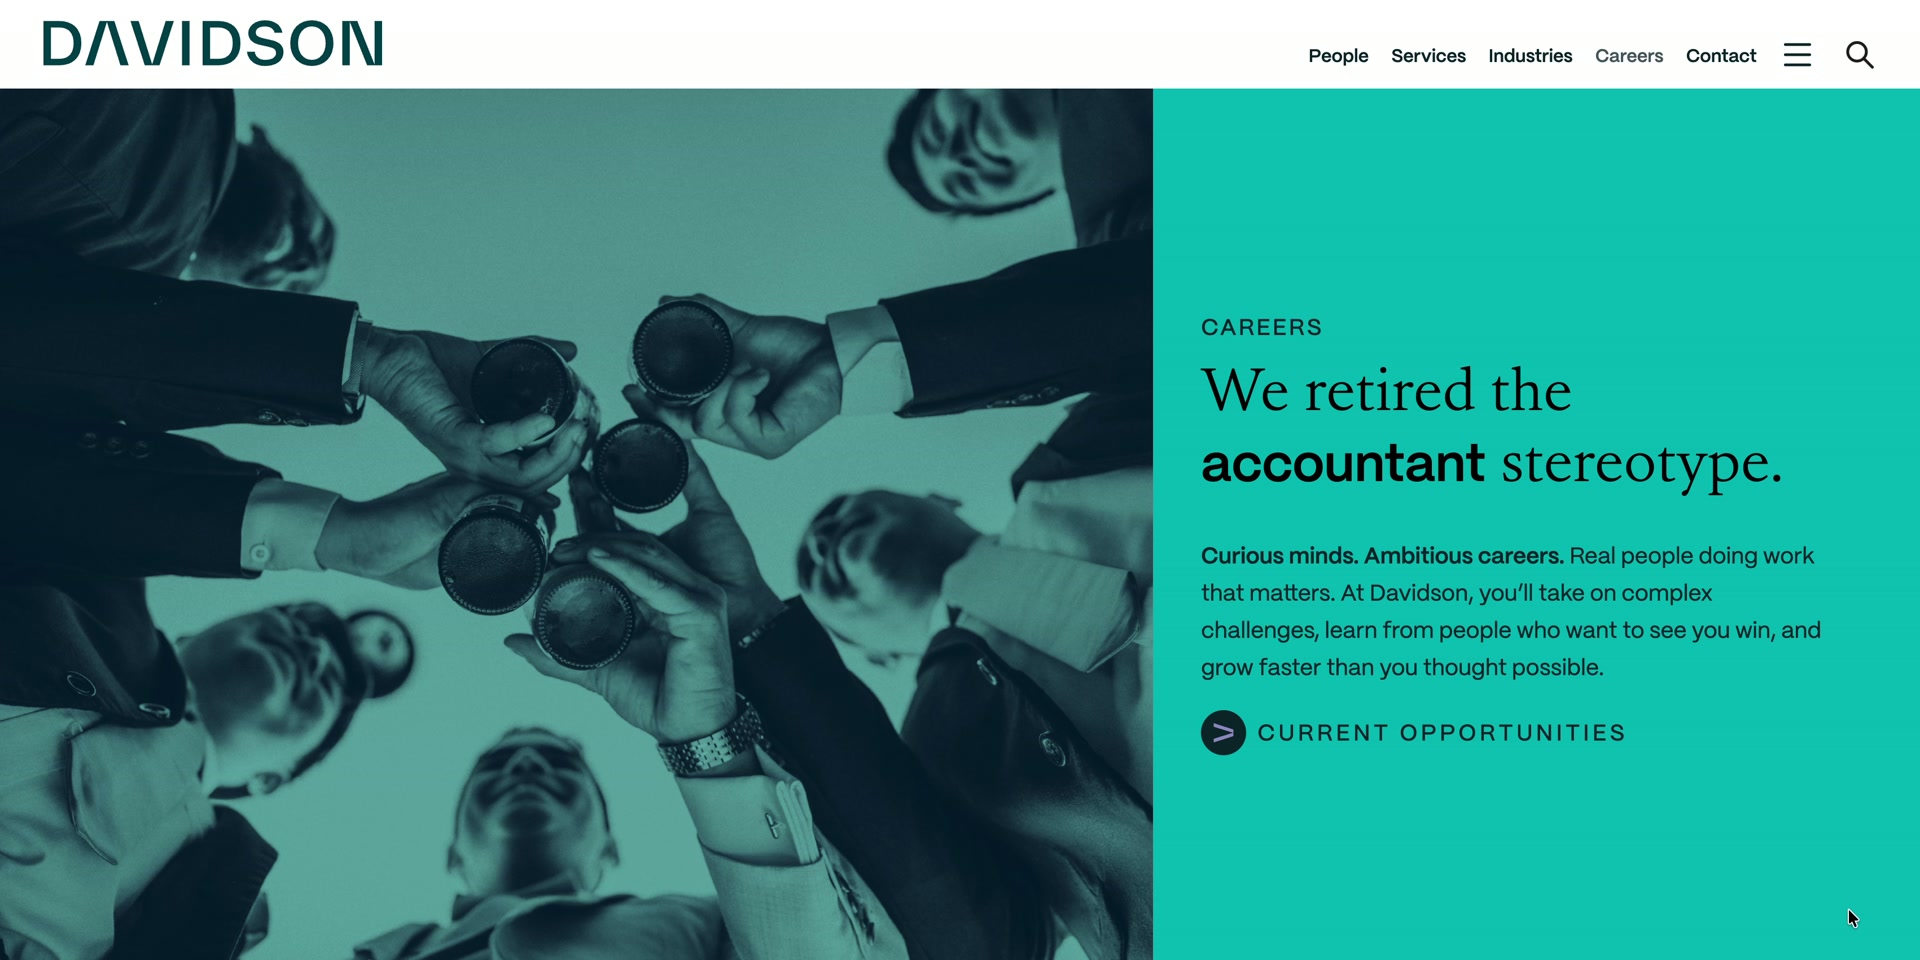 DAVIDSON
People Services Industries Careers Contact
CAREERS
We retired the
accountant stereotype.
Curious minds. Ambitious careers. Real people doing work
that matters. At Davidson, you’ll take on complex
challenges, learn from people who want to see you win, and
grow faster than you thought possible.
CURRENT OPPORTUNITIES